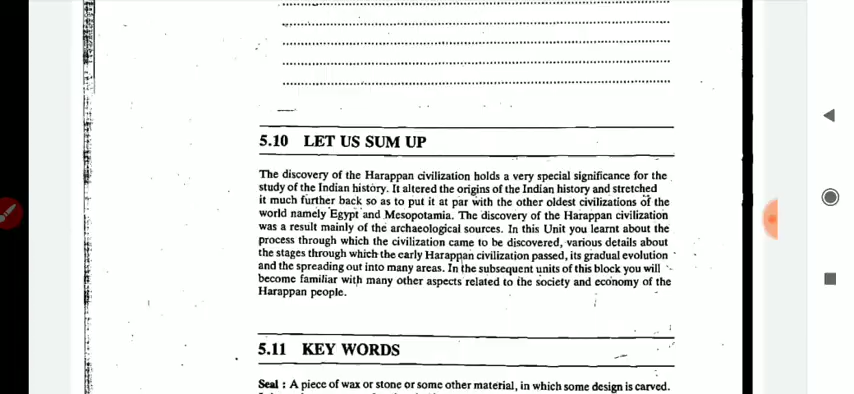 5.10 LET US SUM UP
The discovery of the Harappan civilization holds a very special significance for the
study of the Indian history. It altered the origins of the Indian history and stretched
it much further back so as to put it at par with the other oldest civilizations of the
world namely Egypt and Mesopotamia. The discovery of the Harappan civilization
was a result mainly of the archaeological sources. In this Unit you learnt about the
process through which the civilization came to be discovered, various details about
the stages through which the early Harappan civilization passed, its gradual evolution
and the spreading out into many areas. In the subsequent units of this block you will
become familiar with many other aspects related to the society and economy of the
Harappan people.
5.11 KEY WORDS
Seal : A piece of wax or stone or some other material, in which some design is carved.